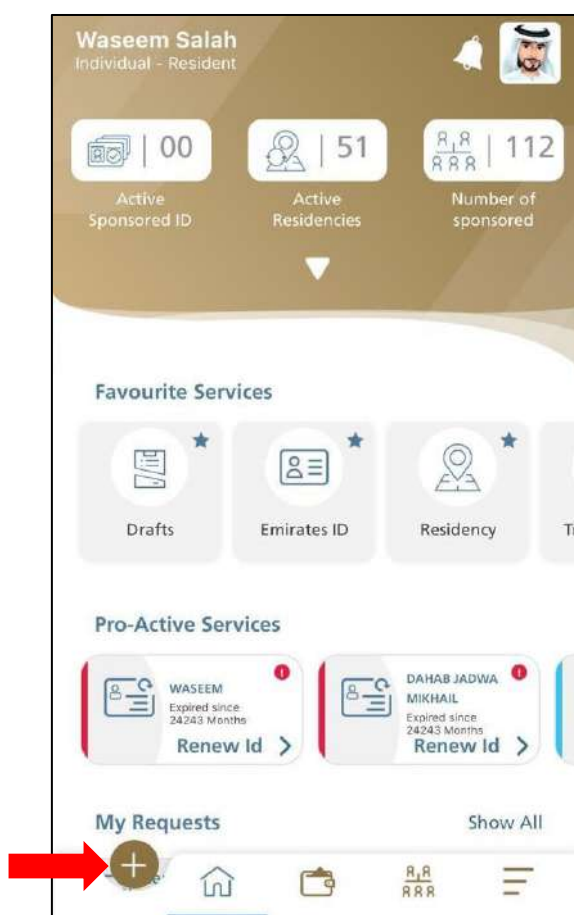 Waseem Salah
Individual - Resident
00
51
112
Active
Sponsored ID
Active
Residencies
Number of
sponsored
Favourite Services
Drafts
Emirates ID
Residency
Pro-Active Services
WASEEM
Expired since
24243 Months
Renew Id
DAHAB JADWA
MIKHAIL
Expired since
24243 Months
Renew Id
My Requests
Show All